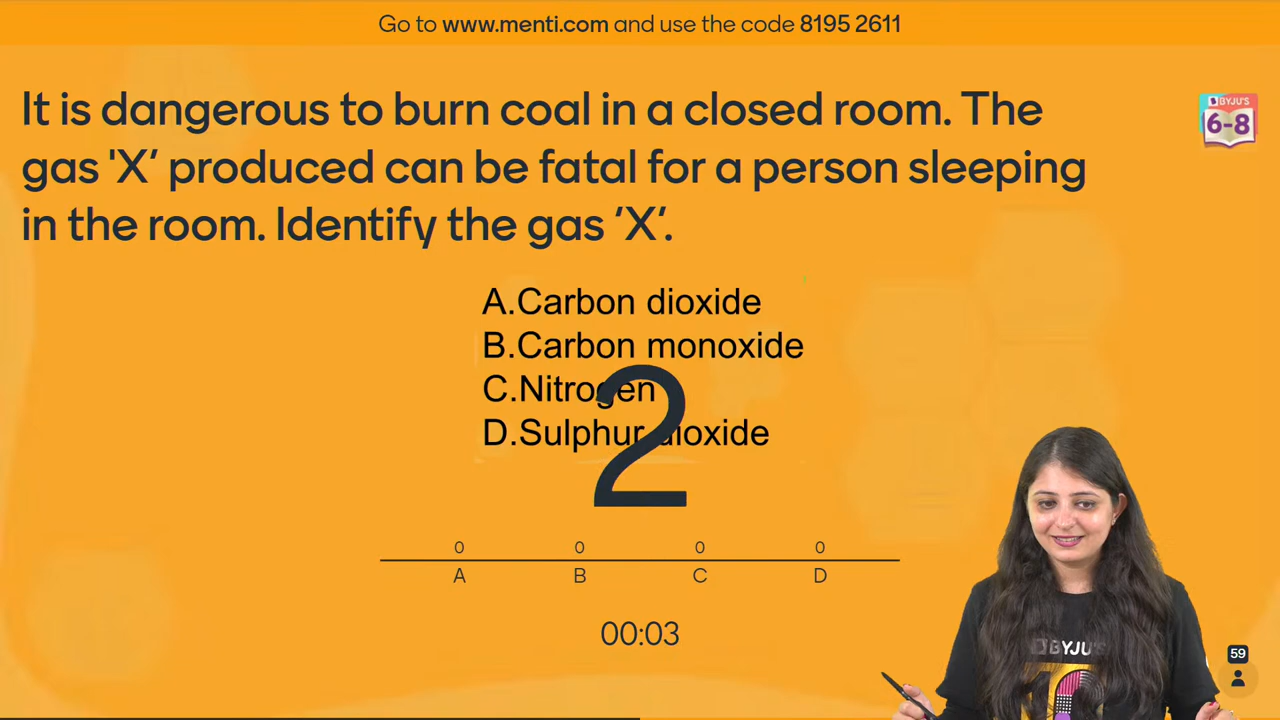 Go to www.menti.com and use the code 8195 2611
It is dangerous to burn coal in a closed room. The
gas 'X’ produced can be fatal for a person sleeping
in the room. Identify the gas ‘X’.
BYJU'S
6-8
A.Carbon dioxide
B.Carbon monoxide
C.Nitrogen
D.Sulphur dioxide
2
0 0 0 0
A B C D
00:03
BYJU'S
59